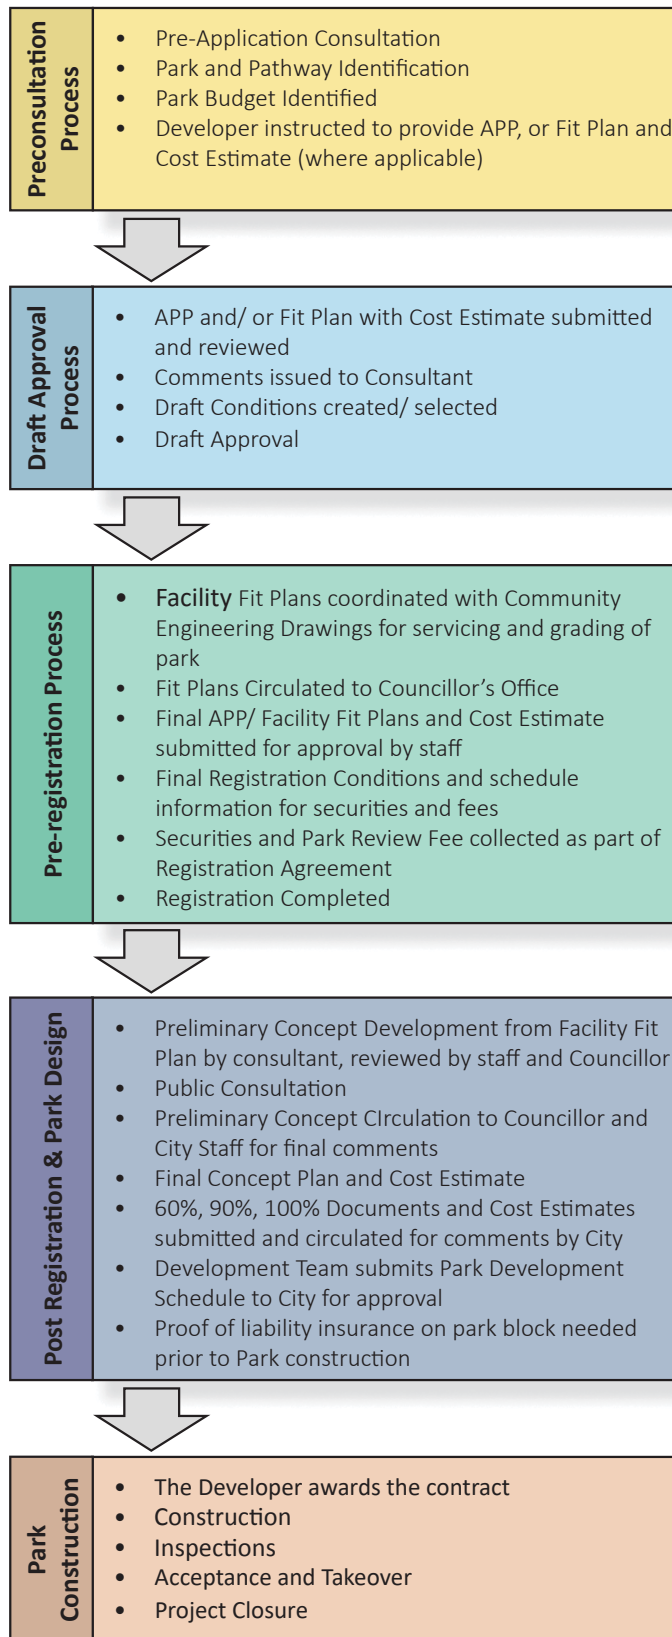 Preconsultation
Process
• Pre-Application Consultation
• Park and Pathway Identification
• Park Budget Identified
• Developer instructed to provide APP, or Fit Plan and
Cost Estimate (where applicable)
Draft Approval
Process
• APP and/ or Fit Plan with Cost Estimate submitted
and reviewed
• Comments issued to Consultant
• Draft Conditions created/ selected
• Draft Approval
Pre-registration Process
• Facility Fit Plans coordinated with Community
Engineering Drawings for servicing and grading of
park
• Fit Plans Circulated to Councillor’s Office
• Final APP/ Facility Fit Plans and Cost Estimate
submitted for approval by staff
• Final Registration Conditions and schedule
information for securities and fees
• Securities and Park Review Fee collected as part of
Registration Agreement
• Registration Completed
Post Registration & Park Design
• Preliminary Concept Development from Facility Fit
Plan by consultant, reviewed by staff and Councillor
• Public Consultation
• Preliminary Concept CIrculation to Councillor and
City Staff for final comments
• Final Concept Plan and Cost Estimate
• 60%, 90%, 100% Documents and Cost Estimates
submitted and circulated for comments by City
• Development Team submits Park Development
Schedule to City for approval
• Proof of liability insurance on park block needed
prior to Park construction
Park
Construction
• The Developer awards the contract
• Construction
• Inspections
• Acceptance and Takeover
• Project Closure